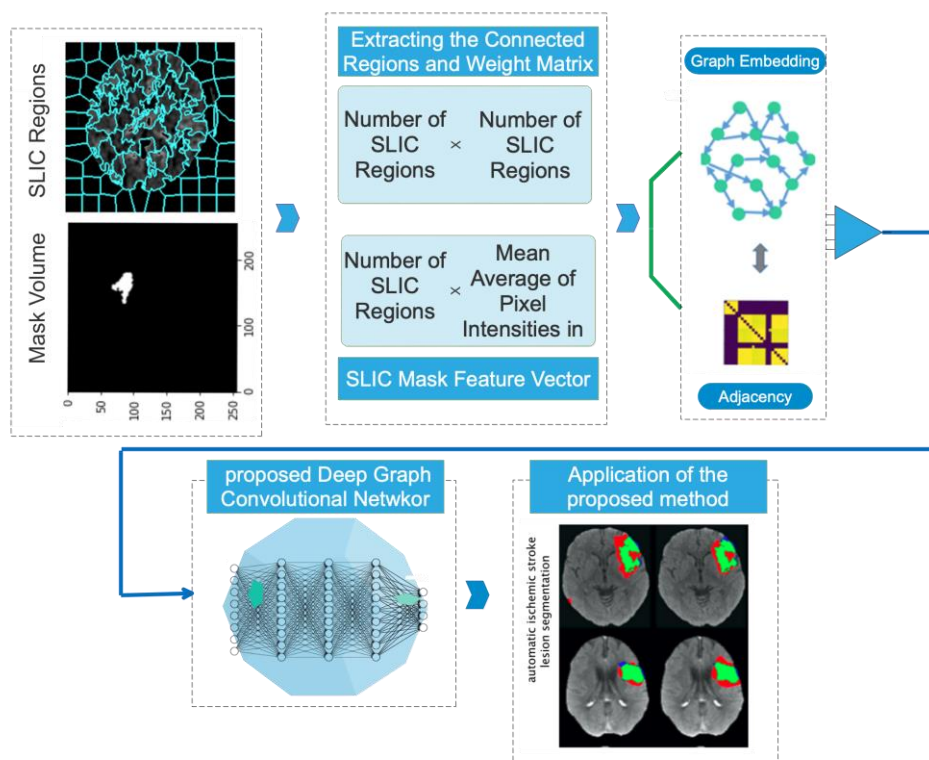 SLIC Regions
Mask Volume
200
100
0
0
50
100
150
200
250
Extracting the Connected
Regions and Weight Matrix
Number of
SLIC
Regions
×
Number of
SLIC
Regions
Number of
SLIC
Regions
×
Mean
Average of
Pixel
Intensities in
SLIC Mask Feature Vector
Graph Embedding
Adjacency
proposed Deep Graph
Convolutional Netwkor
Application of the
proposed method
automatic ischemic stroke
lesion segmentation